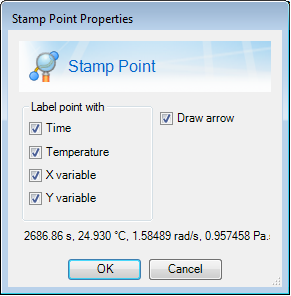 Stamp Point Properties
Stamp Point
Label point with
Time
Draw arrow
Temperature
X variable
Y variable
2686.86 s, 24.930 °C, 1.58489 rad/s, 0.957458 Pa.
OK
Cancel